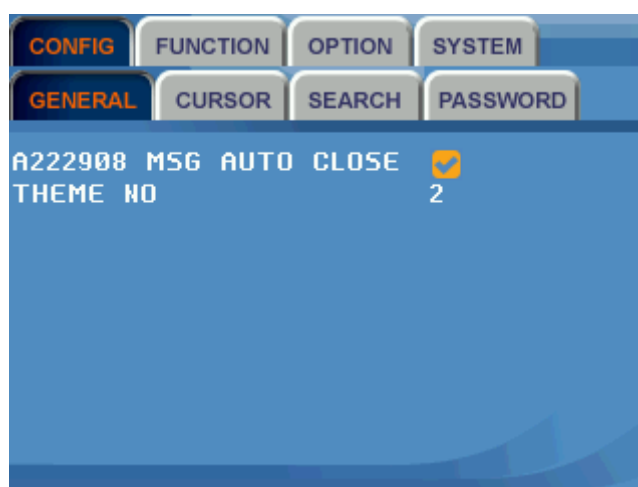 CONFIG FUNCTION OPTION SYSTEM
GENERAL CURSOR SEARCH PASSWORD
A222908 MSG AUTO CLOSE
THEME NO 2